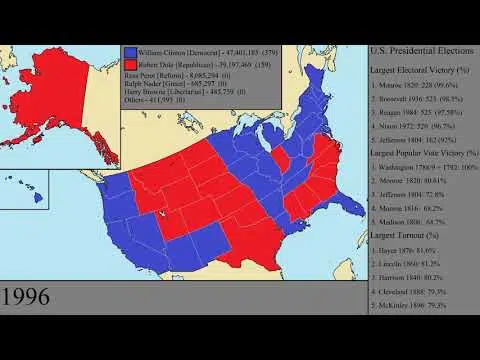 William Clinton [Democrat] - 47,401,185 (379)
Robert Dole [Republican] - 39,197,469 (159)
Ross Perot [Reform] - 8,085,294 (0)
Ralph Nader [Green] - 685,297 (0)
Harry Browne [Libertarian] - 485,759 (0)
Others - 411,993 (0)
U.S. Presidential Elections
Largest Electoral Victory (%)
1. Monroe 1820: 228 (99.6%)
2. Roosevelt 1936: 523 (98.5%)
3. Reagan 1984: 525 (97.58%)
4. Nixon 1972: 520 (96.7%)
5. Jefferson 1804: 162 (92%)
Largest Popular Vote Victory (%)
1. Washington 1788/9 + 1792: 100%
2. Monroe 1820: 80.61%
3. Jefferson 1804: 72.8%
4. Monroe 1816: 68.2%
5. Madison 1808: 64.7%
Largest Turnout (%)
1. Hayes 1876: 81.6%
2. Lincoln 1860: 81.2%
3. Harrison 1840: 80.2%
4. Cleveland 1888: 79.3%
5. McKinley 1896: 79.3%
1996